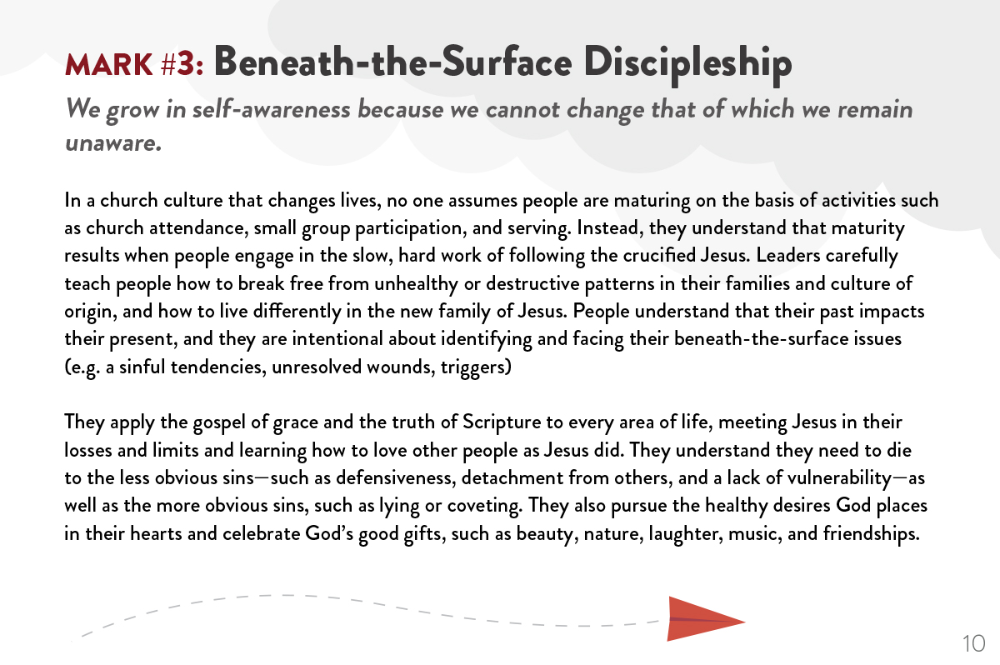 MARK #3: Beneath-the-Surface Discipleship
We grow in self-awareness because we cannot change that of which we remain
unaware.
In a church culture that changes lives, no one assumes people are maturing on the basis of activities such
as church attendance, small group participation, and serving. Instead, they understand that maturity
results when people engage in the slow, hard work of following the crucified Jesus. Leaders carefully
teach people how to break free from unhealthy or destructive patterns in their families and culture of
origin, and how to live differently in the new family of Jesus. People understand that their past impacts
their present, and they are intentional about identifying and facing their beneath-the-surface issues
(e.g. a sinful tendencies, unresolved wounds, triggers)
They apply the gospel of grace and the truth of Scripture to every area of life, meeting Jesus in their
losses and limits and learning how to love other people as Jesus did. They understand they need to die
to the less obvious sins—such as defensiveness, detachment from others, and a lack of vulnerability—as
well as the more obvious sins, such as lying or coveting. They also pursue the healthy desires God places
in their hearts and celebrate God’s good gifts, such as beauty, nature, laughter, music, and friendships.
10